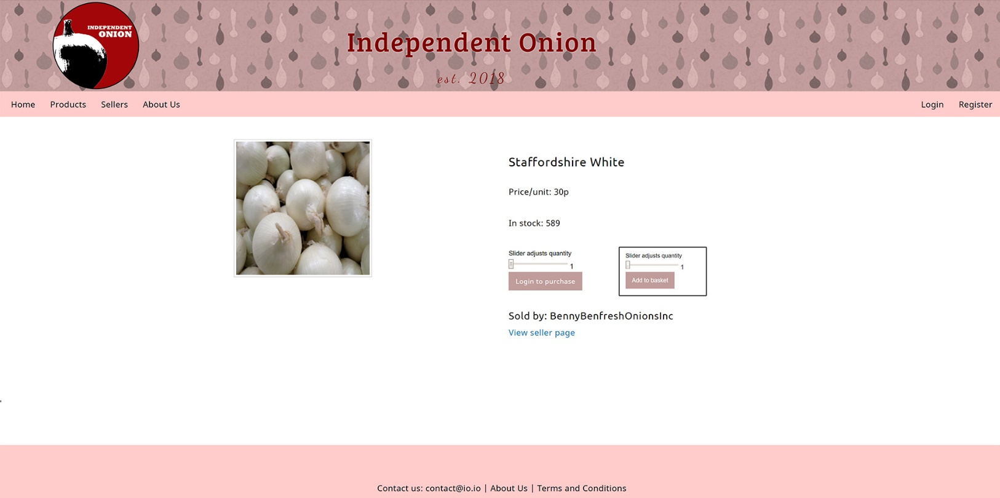 INDEPENDENT
ONION
Independent Onion
est. 2018
Home Products Sellers About Us Login Register
Staffordshire White
Price/unit: 30p
In stock: 589
Slider adjusts quantity
1
Login to purchase
Slider adjusts quantity
1
Add to basket
Sold by: BennyBenfreshOnionsInc
View seller page
'
Contact us: contact@io.io | About Us | Terms and Conditions